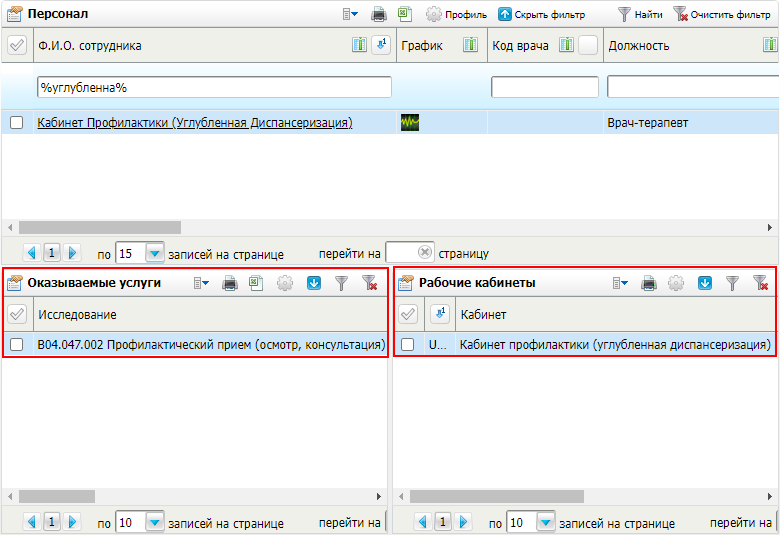 Персонал Профиль Скрыть фильтр Найти Очистить фильтр
Ф.И.О. сотрудника График Код врача Должность
%углубленна%
Кабинет Профилактики (Углубленная Диспансеризация) Врач-терапевт
1 по 15 записей на странице перейти на страницу
Оказываемые услуги
Исследование
B04.047.002 Профилактический прием (осмотр, консультация)
1 по 10 записей на странице перейти на
Рабочие кабинеты
Кабинет
U... Кабинет профилактики (углубленная диспансеризация)
1 по 10 записей на странице перейти на